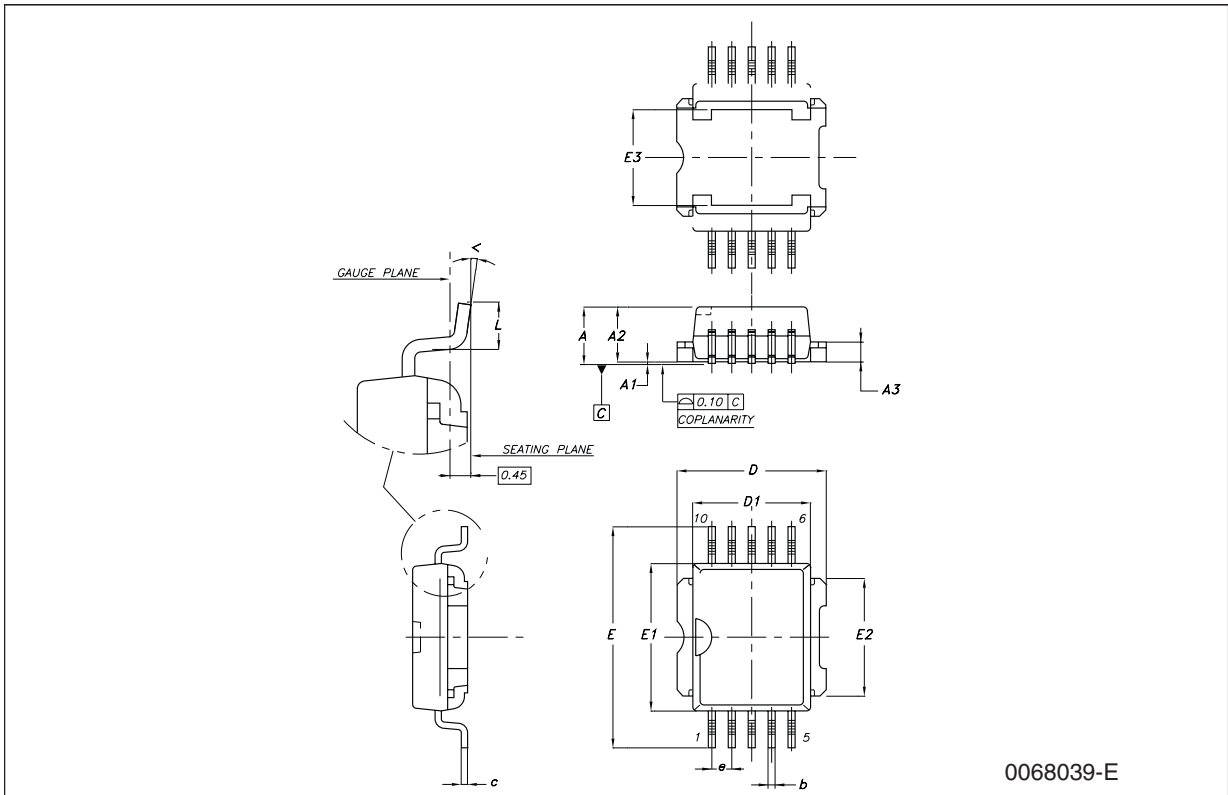 E3
<
GAUGE PLANE
L
A
A2
A1
A3
C
⌓ 0.10 C
COPLANARITY
SEATING PLANE
0.45
D
D1
10
6
E
E1
E2
1
5
e
b
c
0068039-E